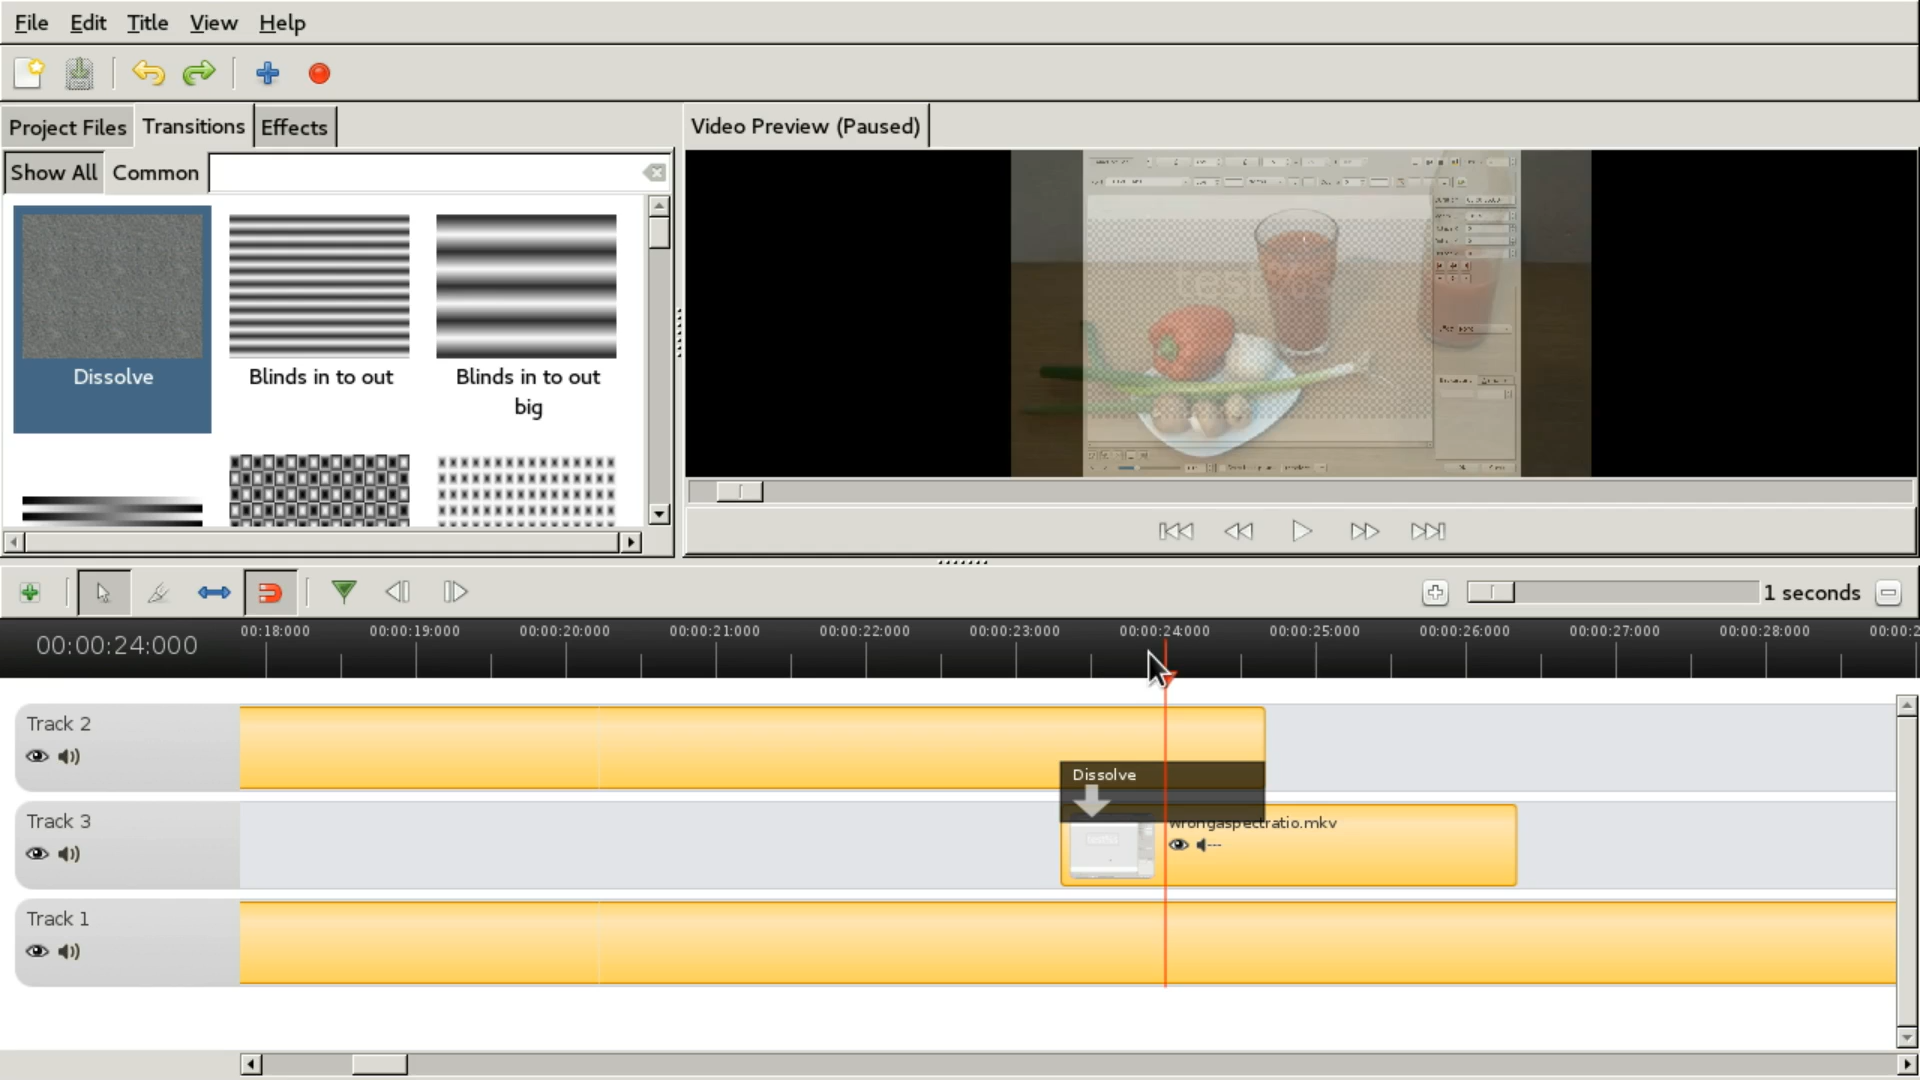 File Edit Title View Help
Project Files Transitions Effects
Video Preview (Paused)
Show All Common
Dissolve
Blinds in to out
Blinds in to out
big
1 seconds
00:00:24:000
00:18:000 00:00:19:000 00:00:20:000 00:00:21:000 00:00:22:000 00:00:23:000 00:00:24:000 00:00:25:000 00:00:26:000 00:00:27:000 00:00:28:000 00:00:2
Track 2
Dissolve
Track 3
wrongaspectratio.mkv
Track 1